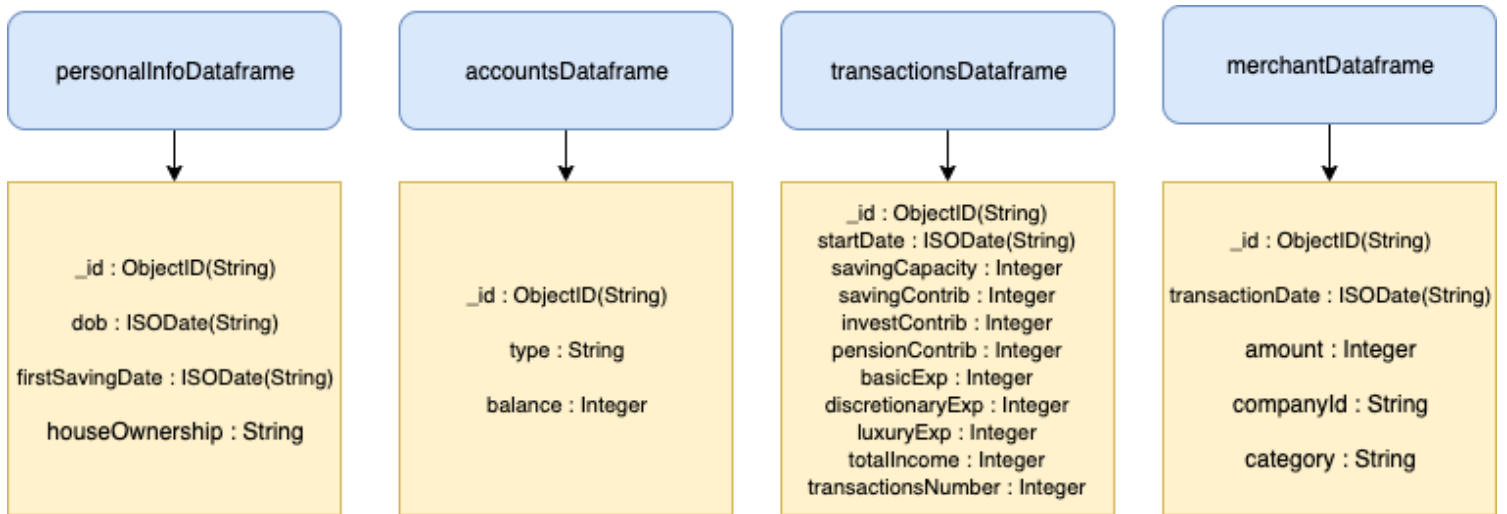 personalInfoDataframe
_id : ObjectID(String)
dob : ISODate(String)
firstSavingDate : ISODate(String)
houseOwnership : String
accountsDataframe
_id : ObjectID(String)
type : String
balance : Integer
transactionsDataframe
_id : ObjectID(String)
startDate : ISODate(String)
savingCapacity : Integer
savingContrib : Integer
investContrib : Integer
pensionContrib : Integer
basicExp : Integer
discretionaryExp : Integer
luxuryExp : Integer
totalIncome : Integer
transactionsNumber : Integer
merchantDataframe
_id : ObjectID(String)
transactionDate : ISODate(String)
amount : Integer
companyId : String
category : String